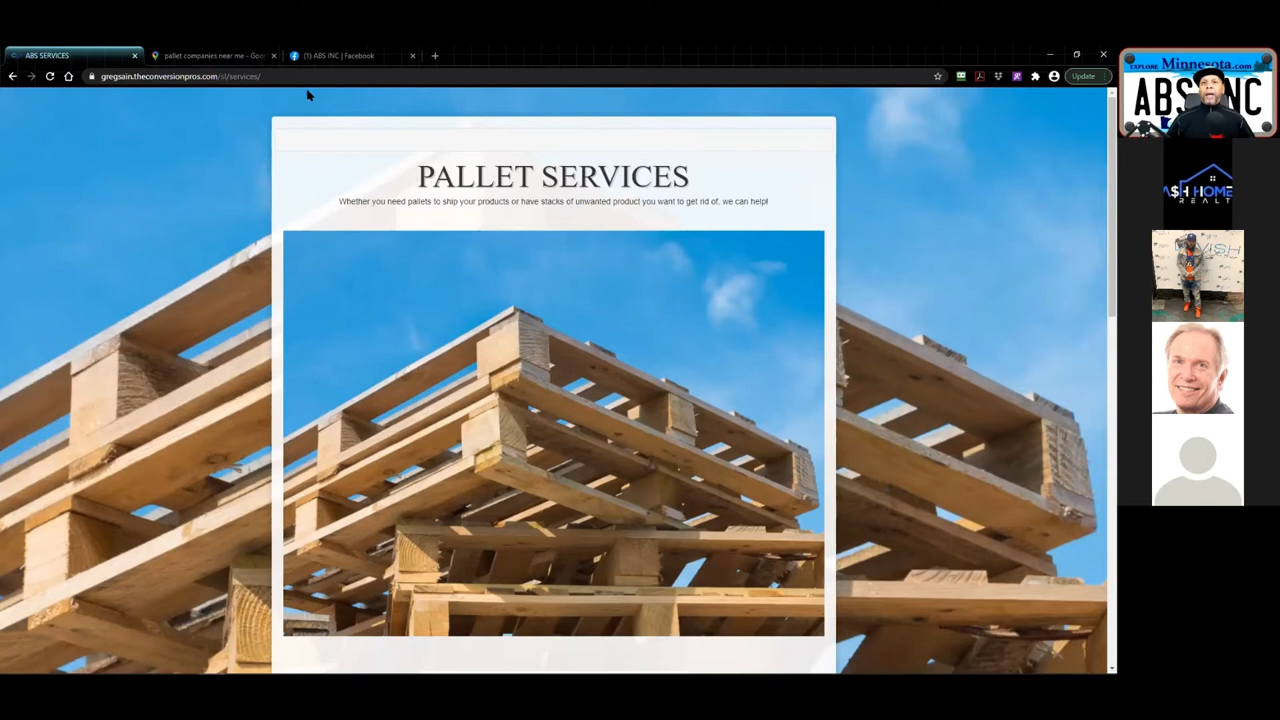 ABS SERVICES
pallet companies near me - Goo
(1) ABS INC | Facebook
gregsain.theconversionpros.com/sl/services/
Update
PALLET SERVICES
Whether you need pallets to ship your products or have stacks of unwanted product you want to get rid of, we can help!
EXPLORE Minnesota.com
ABS INC
A$H HOME
REALT